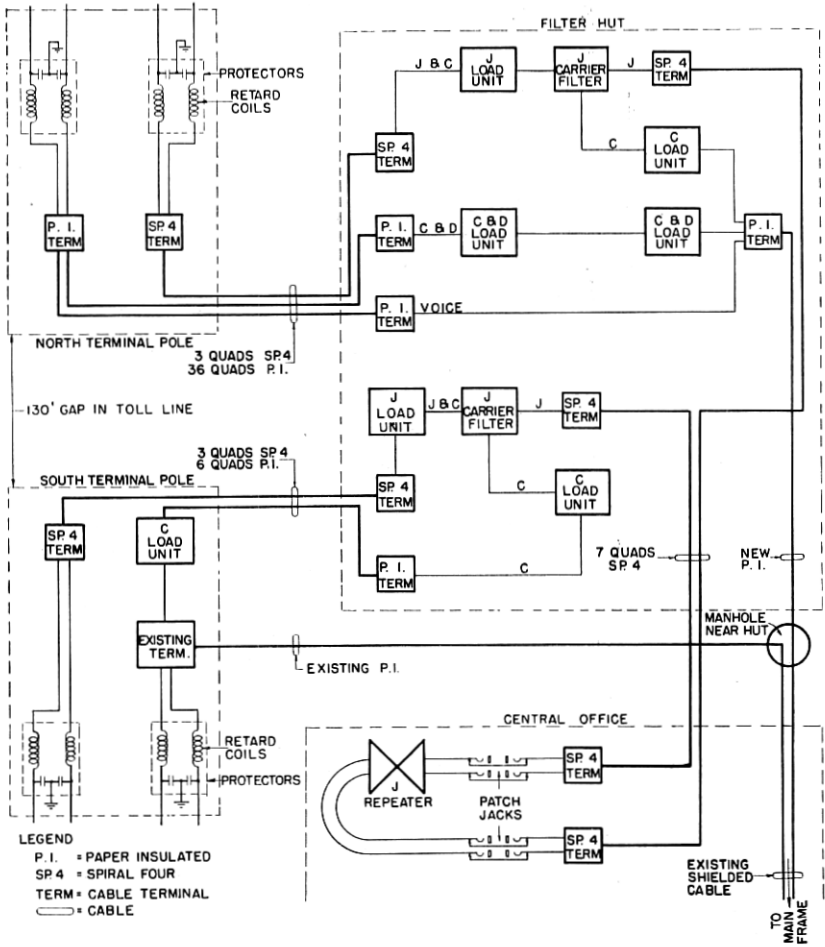 FILTER HUT
PROTECTORS
RETARD
COILS
J & C
J
LOAD
UNIT
J
CARRIER
FILTER
J
SP. 4
TERM
SP. 4
TERM
C
C
LOAD
UNIT
P. I.
TERM
SP. 4
TERM
P. I.
TERM
C & D
C & D
LOAD
UNIT
C & D
LOAD
UNIT
P. I.
TERM
P. I.
TERM
VOICE
NORTH TERMINAL POLE
3 QUADS SP.4
36 QUADS P.I.
130' GAP IN TOLL LINE
J
LOAD
UNIT
J & C
J
CARRIER
FILTER
J
SP. 4
TERM
3 QUADS SP.4
6 QUADS P.I.
SOUTH TERMINAL POLE
SP. 4
TERM
C
C
LOAD
UNIT
SP. 4
TERM
C
LOAD
UNIT
P. I.
TERM
C
7 QUADS
SP. 4
NEW
P. I.
EXISTING
TERM.
EXISTING P.I.
MANHOLE
NEAR HUT
CENTRAL OFFICE
RETARD
COILS
PROTECTORS
J
REPEATER
PATCH
JACKS
SP. 4
TERM
SP. 4
TERM
LEGEND
P. I. = PAPER INSULATED
SP. 4 = SPIRAL FOUR
TERM = CABLE TERMINAL
= CABLE
EXISTING
SHIELDED
CABLE
TO
MAIN
FRAME